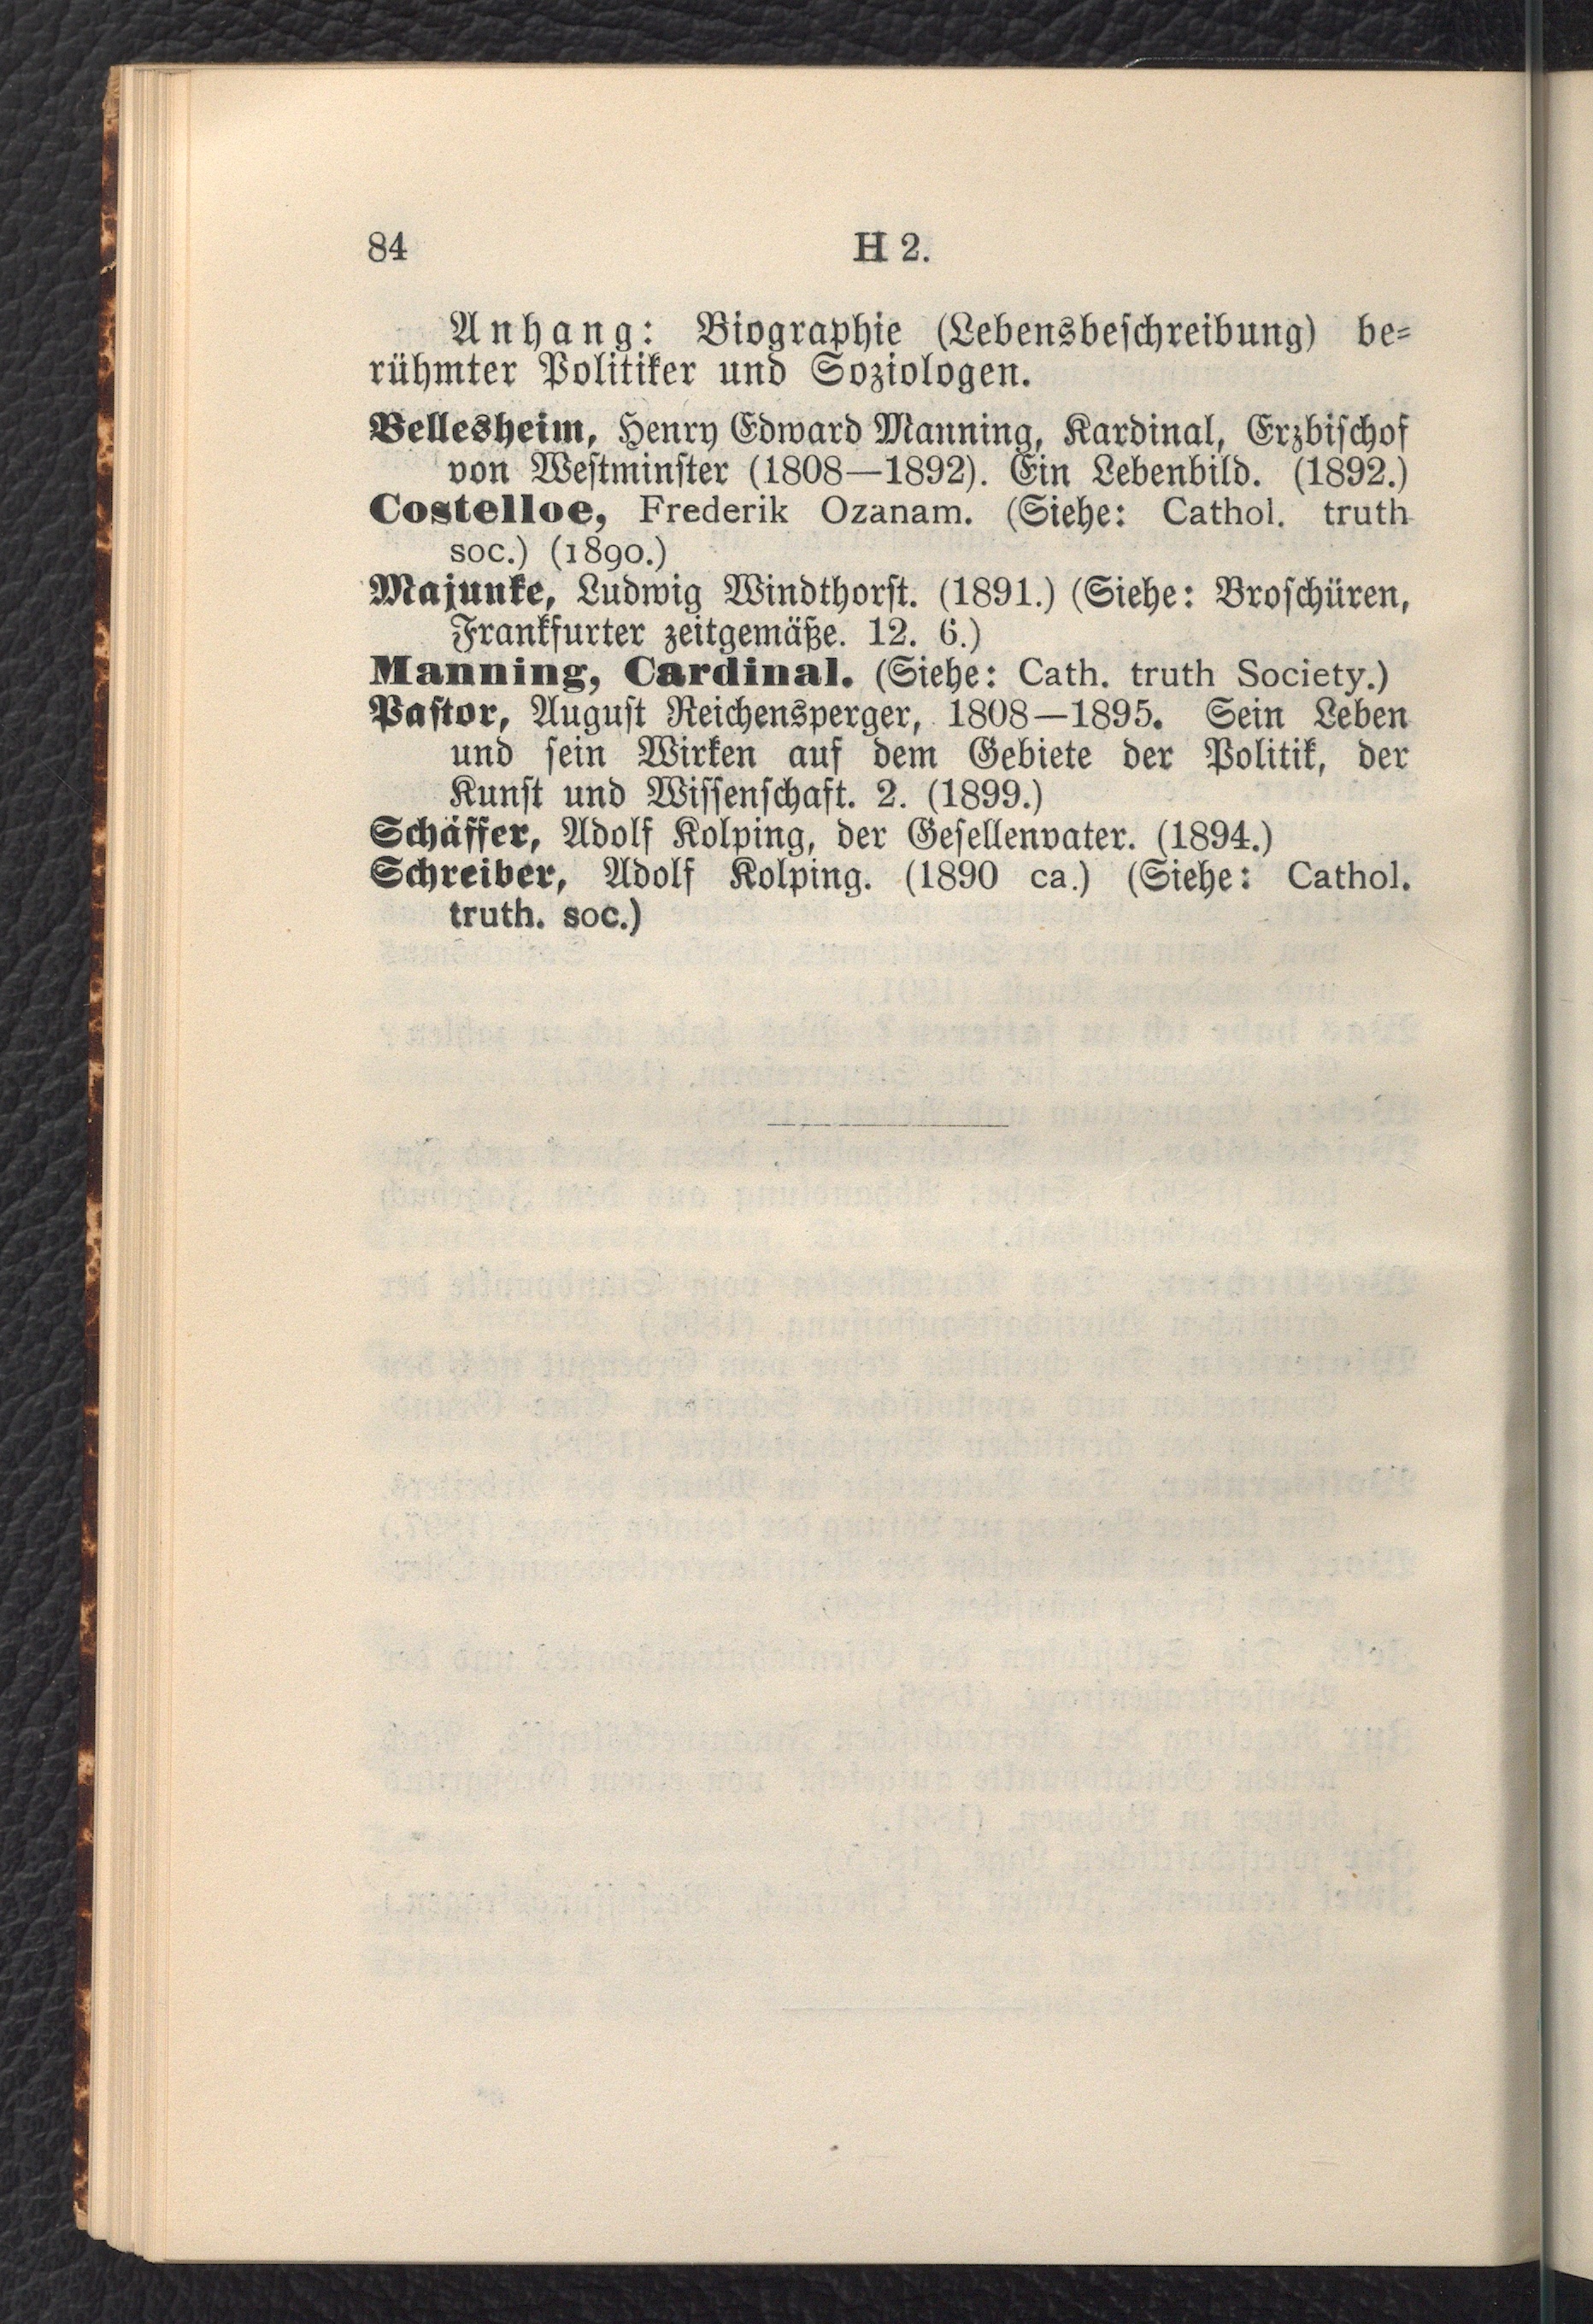 84 H 2.
Anhang: Biographie (Lebensbeschreibung) be-
rühmter Politiker und Soziologen.
Bellesheim, Henry Edward Manning, Kardinal, Erzbischof
von Westminster (1808—1892). Ein Lebenbild. (1892.)
Costelloe, Frederik Ozanam. (Siehe: Cathol. truth
soc.) (1890.)
Majunke, Ludwig Windthorst. (1891.) (Siehe: Broschüren,
Frankfurter zeitgemäße. 12. 6.)
Manning, Cardinal. (Siehe: Cath. truth Society.)
Pastor, August Reichensperger, 1808—1895. Sein Leben
und sein Wirken auf dem Gebiete der Politik, der
Kunst und Wissenschaft. 2. (1899.)
Schäffer, Adolf Kolping, der Gesellenvater. (1894.)
Schreiber, Adolf Kolping. (1890 ca.) (Siehe: Cathol.
truth. soc.)